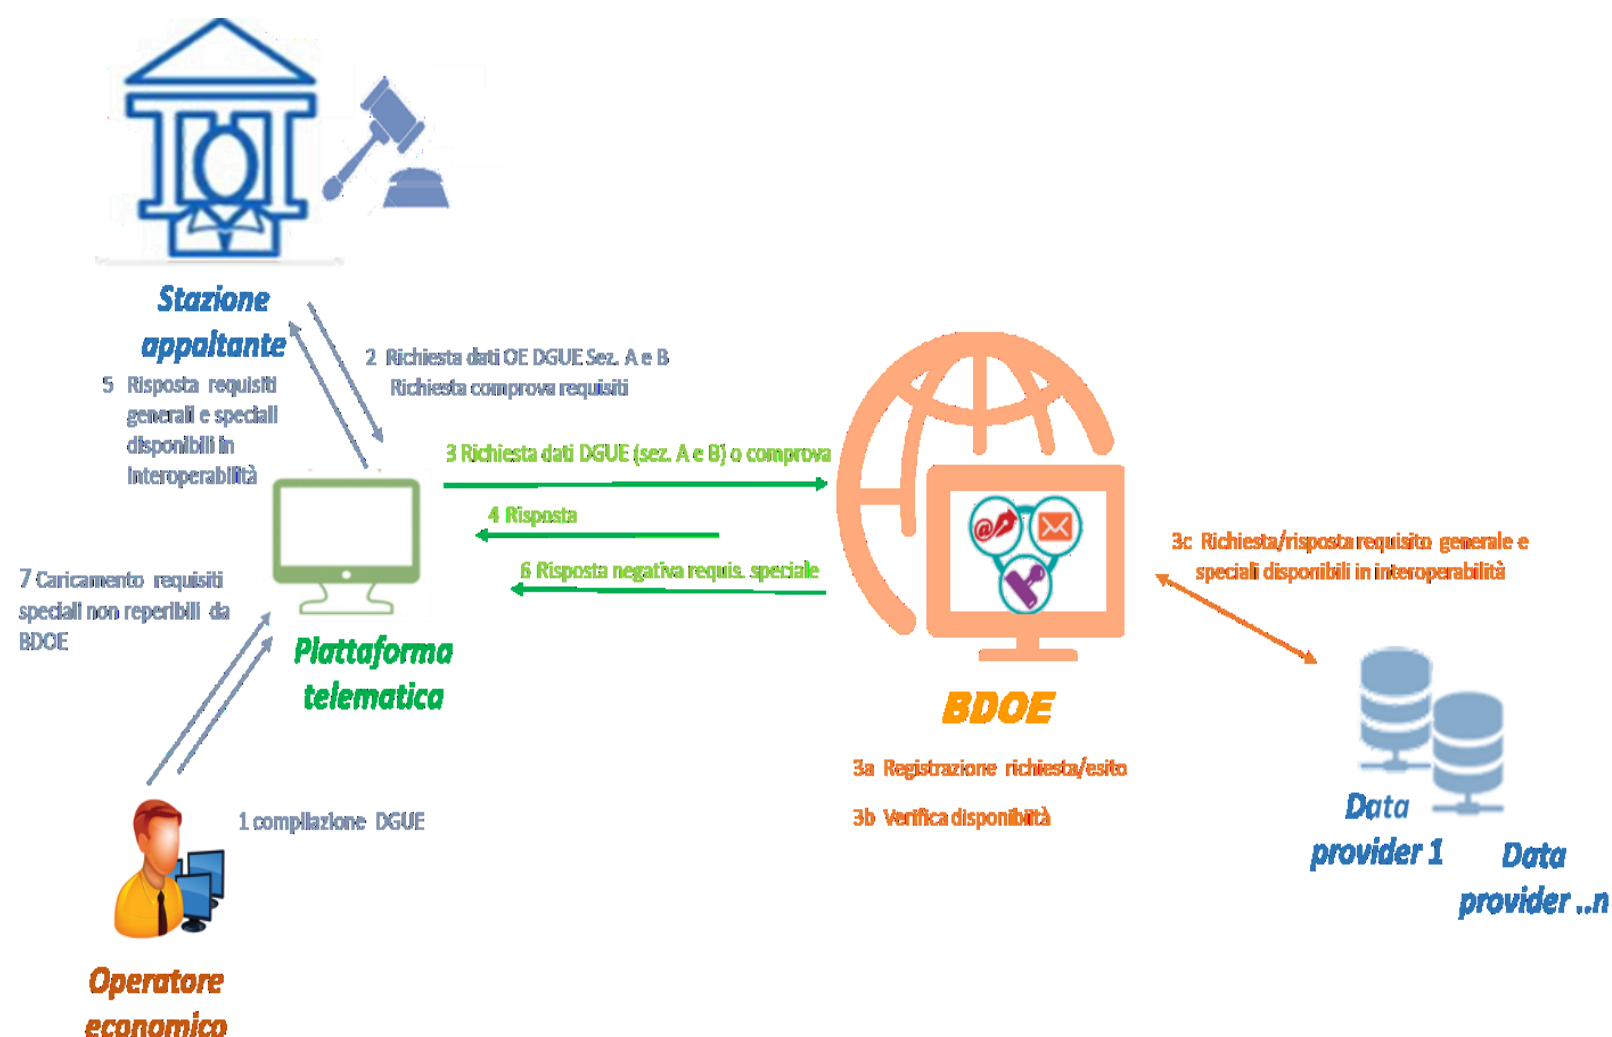 Stazione
appaltante
2 Richiesta dati OE DGUE Sez. A e B
Richiesta comprova requisiti
5 Risposta requisiti
generali e speciali
disponibili in
Interoperabilità
3 Richiesta dati DGUE (sez. A e B) o comprova
4 Risposta
6 Risposta negativa requis. speciale
3c Richiesta/risposta requisito generale e
speciali disponibili in interoperabilità
7 Caricamento requisiti
speciali non reperibili da
BDOE
Piattaforma
telematica
BDOE
3a Registrazione richiesta/esito
3b Verifica disponibiltà
1 compilazione DGUE
Data
provider 1
Data
provider ..n
Operatore
economico
@